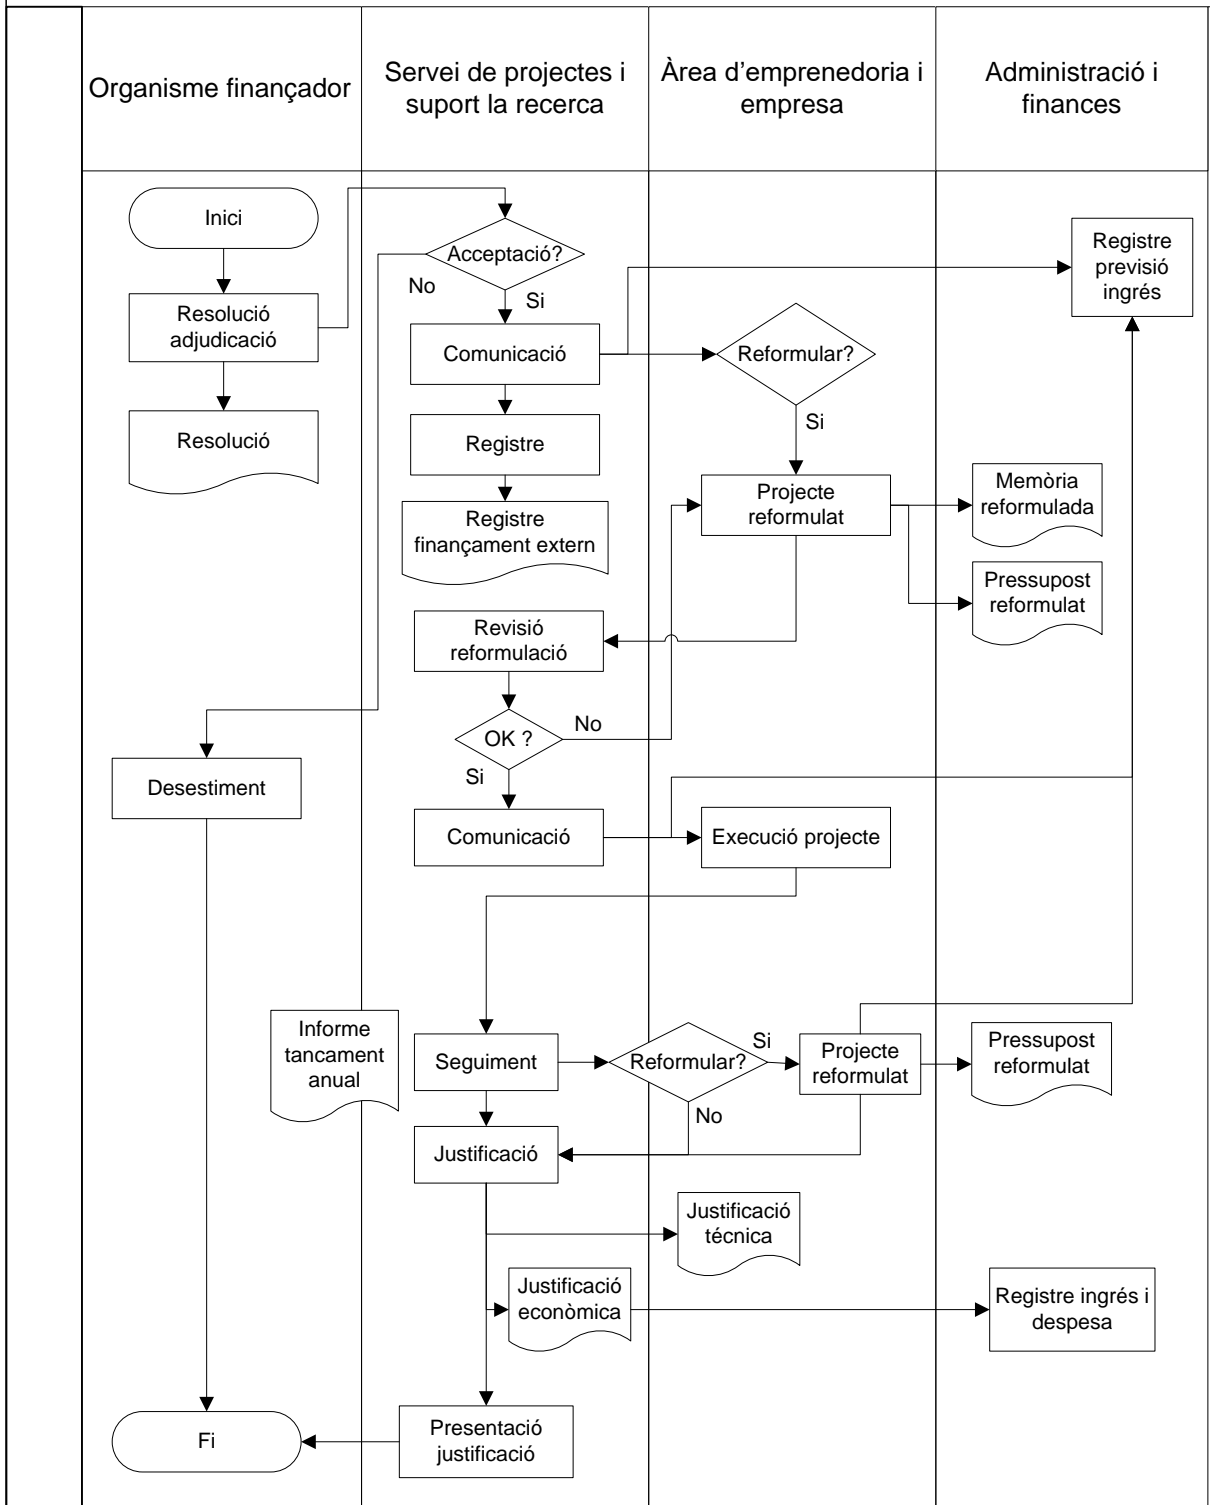 Organisme finançador
Servei de projectes i
suport la recerca
Àrea d'emprenedoria i
empresa
Administració i
finances
Inici
Acceptació?
No
Si
Registre
previsió
ingrés
Resolució
adjudicació
Comunicació
Reformular?
Si
Resolució
Registre
Projecte
reformulat
Memòria
reformulada
Registre
finançament extern
Pressupost
reformulat
Revisió
reformulació
OK ?
No
Si
Desestiment
Comunicació
Execució projecte
Informe
tancament
anual
Seguiment
Reformular?
Si
No
Projecte
reformulat
Pressupost
reformulat
Justificació
Justificació
técnica
Justificació
econòmica
Registre ingrés i
despesa
Presentació
justificació
Fi